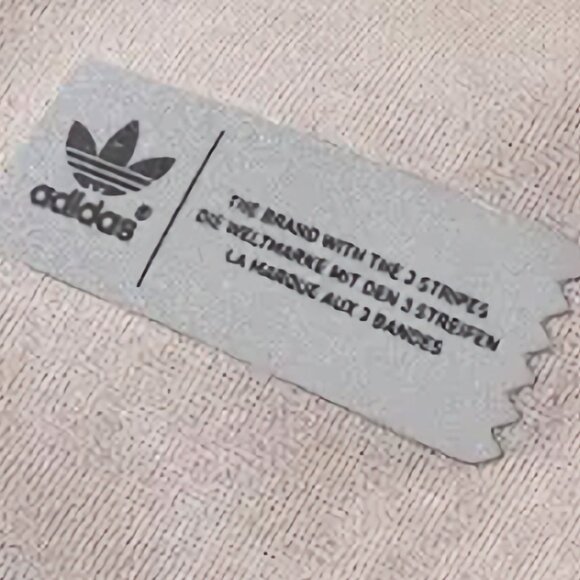 adidas®
THE BRAND WITH THE 3 STRIPES
DIE WELTMARKE MIT DEN 3 STREIFEN
LA MARQUE AUX 3 BANDES